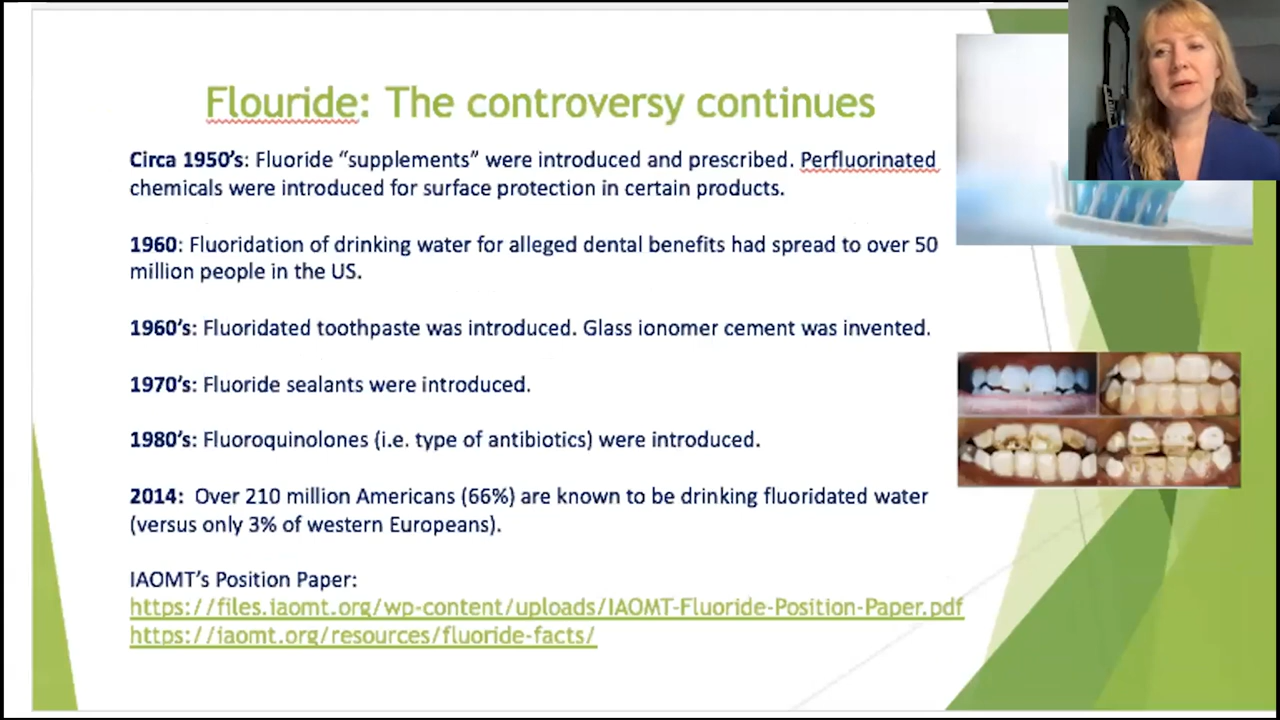 Flouride: The controversy continues
Circa 1950's: Fluoride “supplements” were introduced and prescribed. Perfluorinated
chemicals were introduced for surface protection in certain products.
1960: Fluoridation of drinking water for alleged dental benefits had spread to over 50
million people in the US.
1960's: Fluoridated toothpaste was introduced. Glass ionomer cement was invented.
1970's: Fluoride sealants were introduced.
1980's: Fluoroquinolones (i.e. type of antibiotics) were introduced.
2014: Over 210 million Americans (66%) are known to be drinking fluoridated water
(versus only 3% of western Europeans).
IAOMT's Position Paper:
https://files.iaomt.org/wp-content/uploads/IAOMT-Fluoride-Position-Paper.pdf
https://iaomt.org/resources/fluoride-facts/